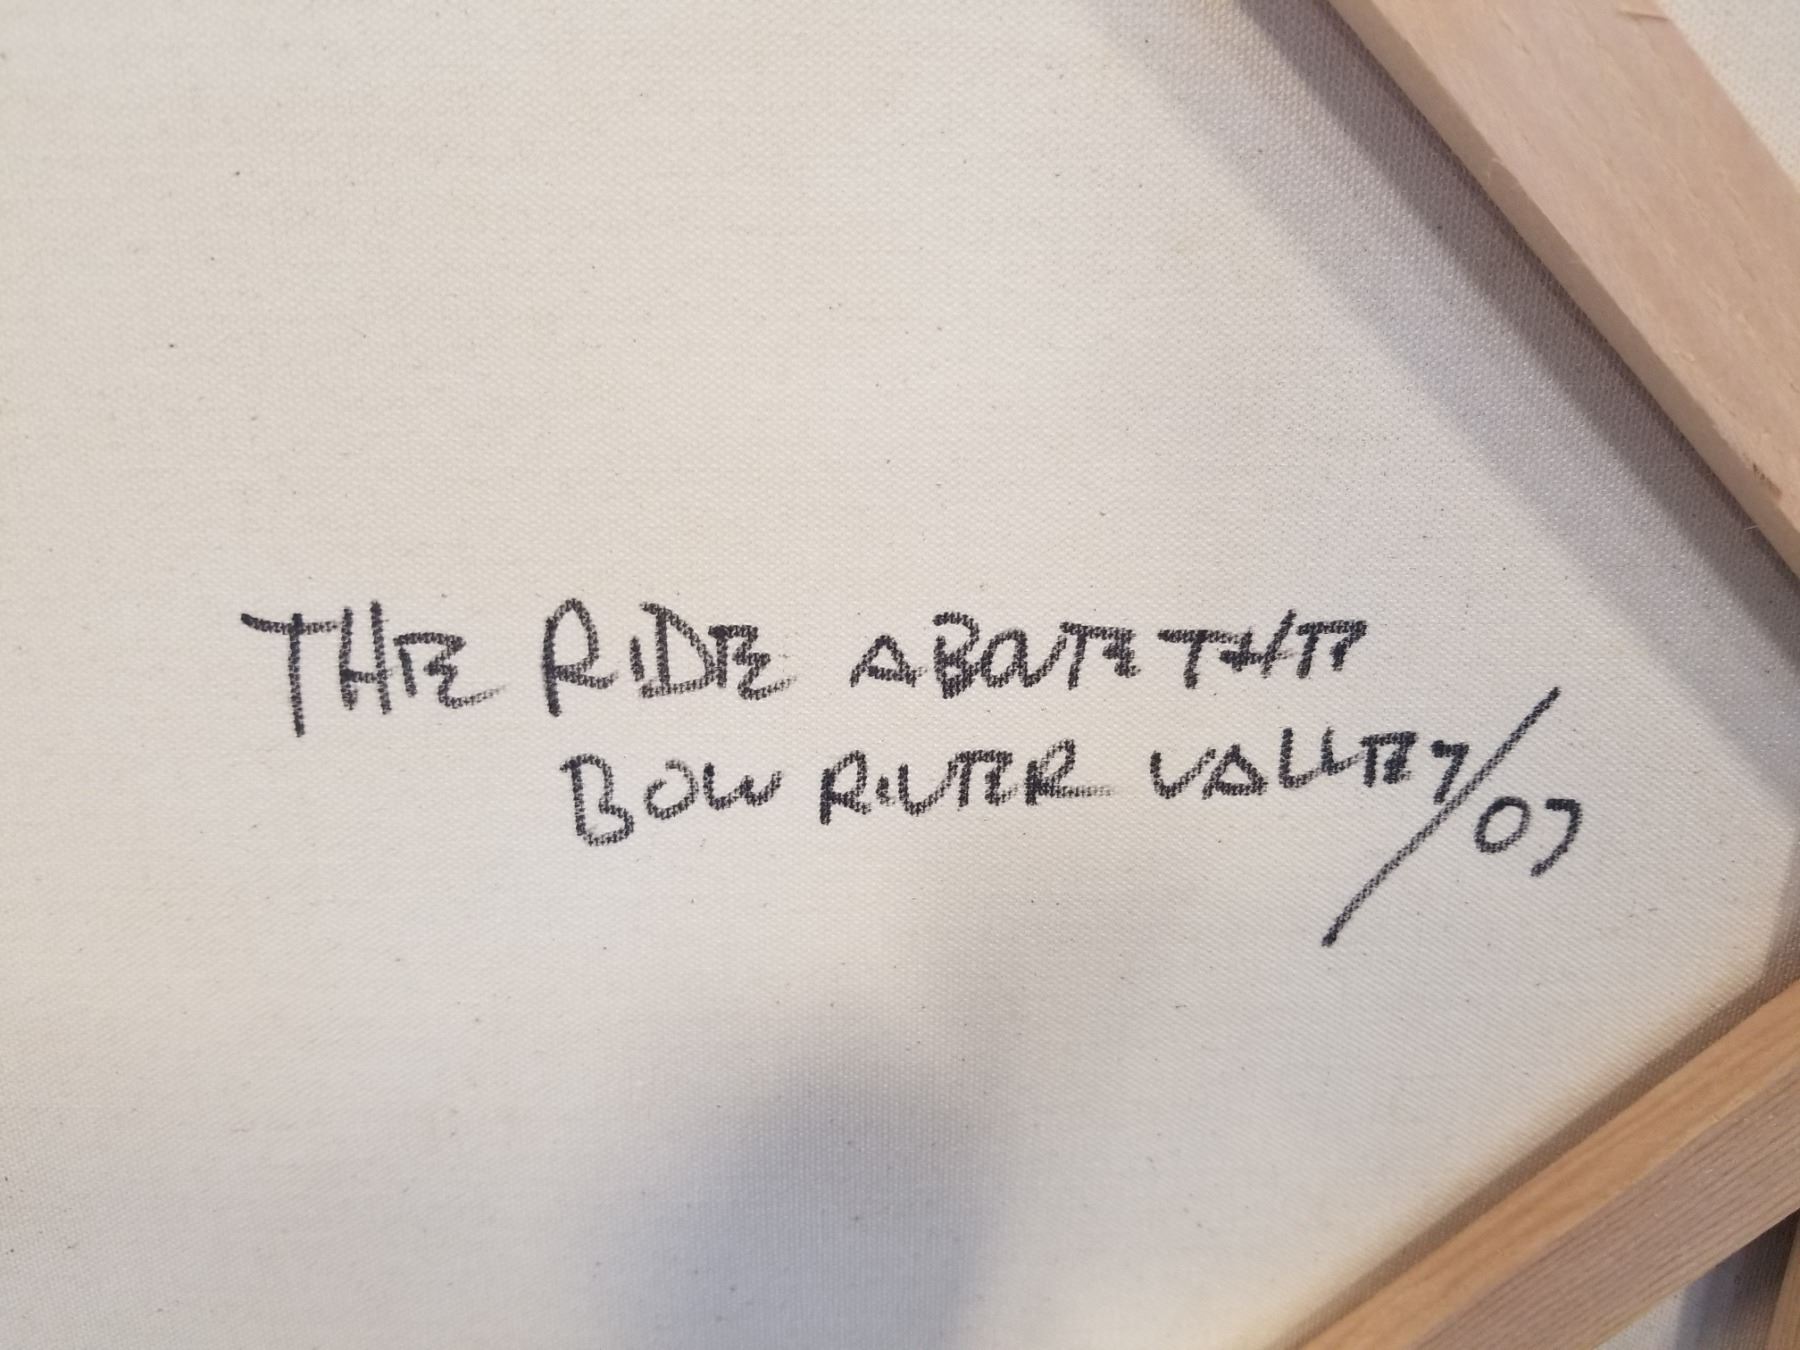 THE RIDE ABOVE THE
BOW RIVER VALLEY/07